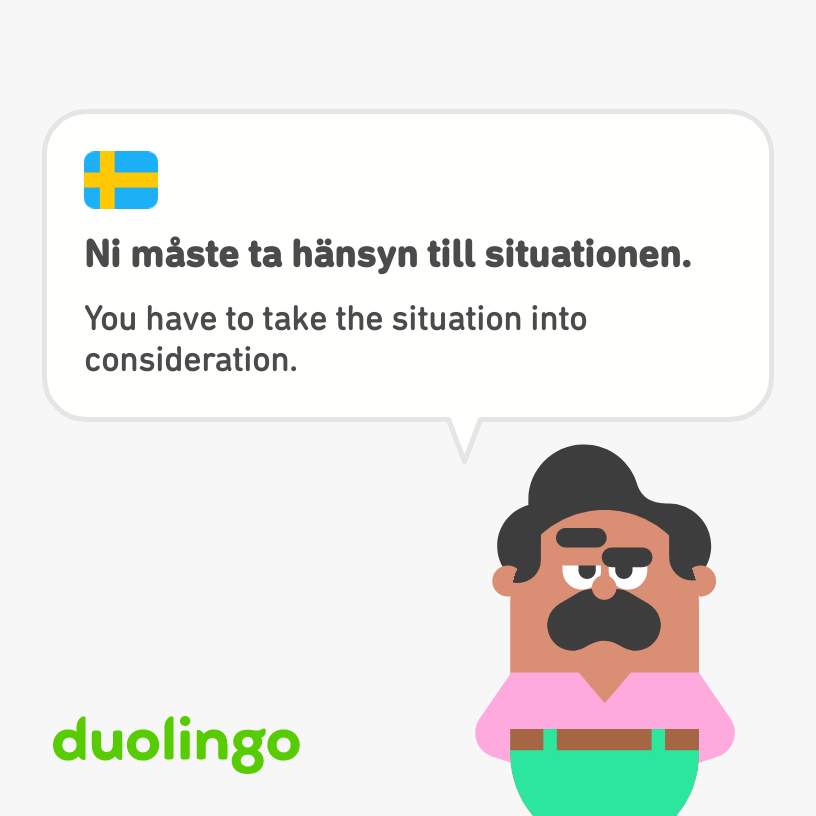 Ni måste ta hänsyn till situationen.
You have to take the situation into
consideration.
duolingo